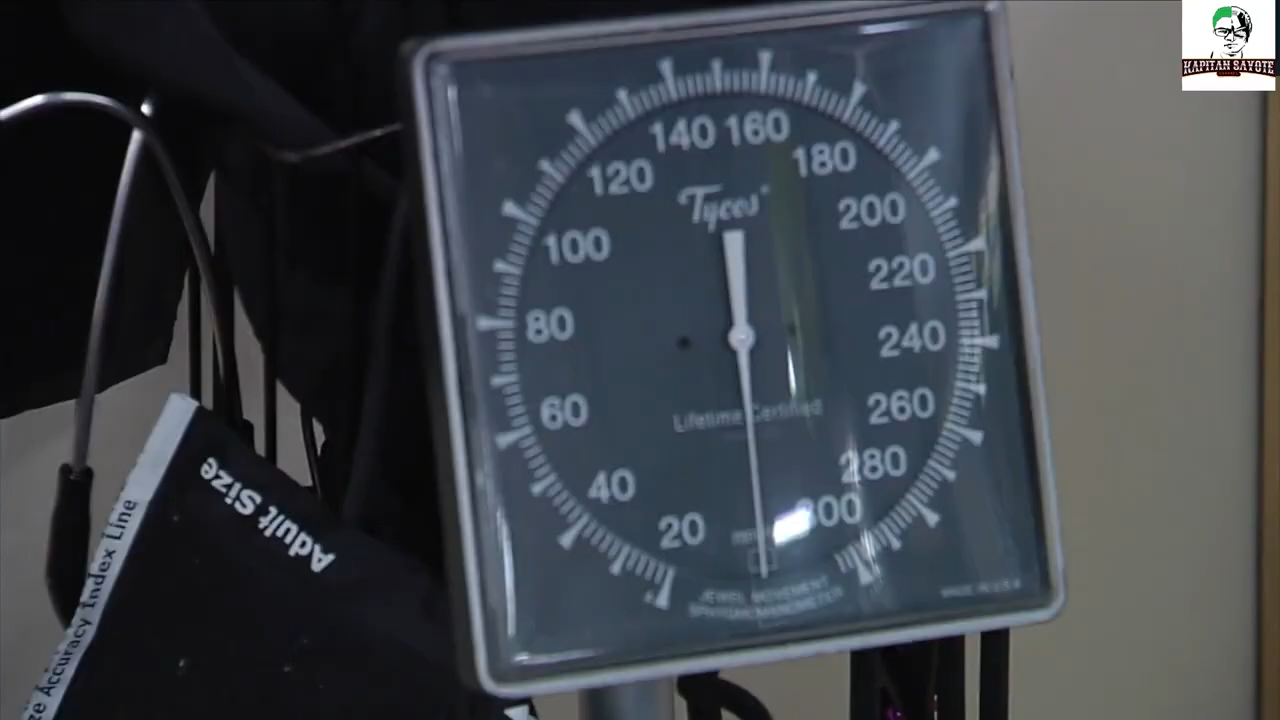 KAPITAN SAYOTE
140 160
120 180
Tycos
100 200
220
80 240
60 260
Lifetime Certified
40 280
20 300
JEWEL MOVEMENT
SPHYGMOMANOMETER
MADE IN U.S.A.
Adult Size
Accuracy Index Line